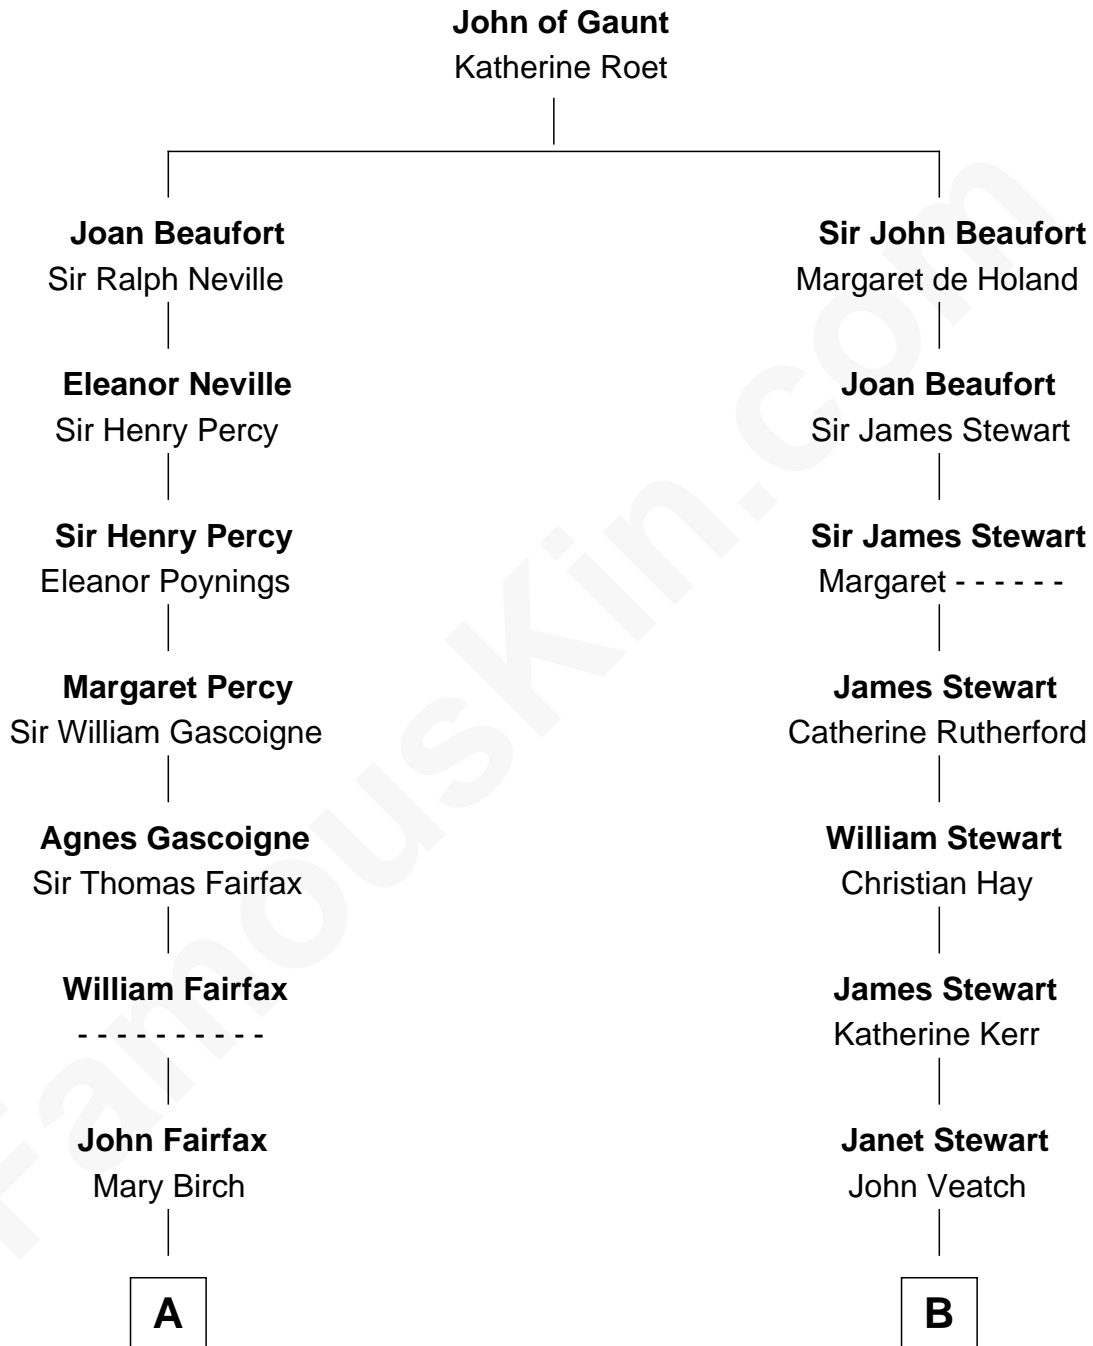 John of Gaunt
Katherine Roet
Joan Beaufort
Sir Ralph Neville
Sir John Beaufort
Margaret de Holand
Eleanor Neville
Sir Henry Percy
Joan Beaufort
Sir James Stewart
Sir Henry Percy
Eleanor Poynings
Sir James Stewart
Margaret - - - - - -
Margaret Percy
Sir William Gascoigne
James Stewart
Catherine Rutherford
Agnes Gascoigne
Sir Thomas Fairfax
William Stewart
Christian Hay
William Fairfax
- - - - - - - - - -
James Stewart
Katherine Kerr
John Fairfax
Mary Birch
Janet Stewart
John Veatch
A
B
FamousKin.com